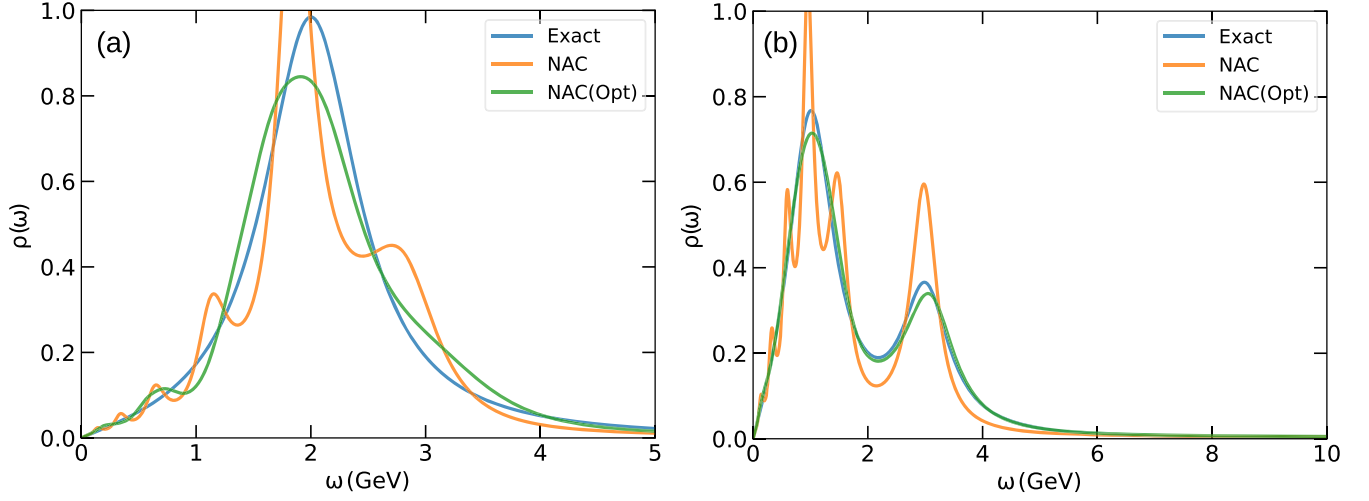 (a)
Exact
NAC
NAC(Opt)
1.0
0.8
0.6
0.4
0.2
0.0
ρ(ω)
0 1 2 3 4 5
ω(GeV)
(b)
Exact
NAC
NAC(Opt)
1.0
0.8
0.6
0.4
0.2
0.0
ρ(ω)
0 2 4 6 8 10
ω(GeV)